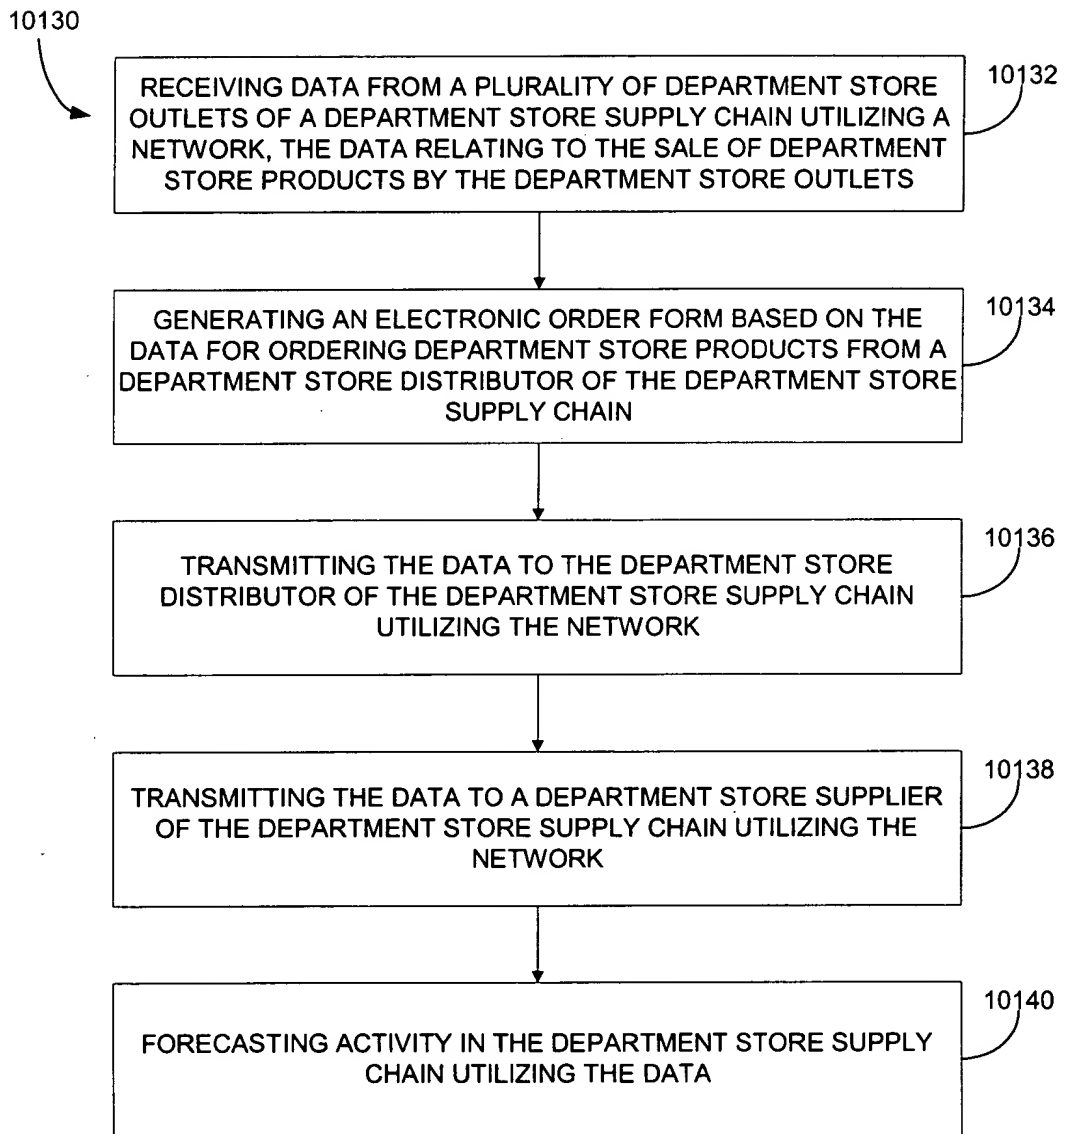 10130
10132
RECEIVING DATA FROM A PLURALITY OF DEPARTMENT STORE
OUTLETS OF A DEPARTMENT STORE SUPPLY CHAIN UTILIZING A
NETWORK, THE DATA RELATING TO THE SALE OF DEPARTMENT
STORE PRODUCTS BY THE DEPARTMENT STORE OUTLETS
10134
GENERATING AN ELECTRONIC ORDER FORM BASED ON THE
DATA FOR ORDERING DEPARTMENT STORE PRODUCTS FROM A
DEPARTMENT STORE DISTRIBUTOR OF THE DEPARTMENT STORE
SUPPLY CHAIN
10136
TRANSMITTING THE DATA TO THE DEPARTMENT STORE
DISTRIBUTOR OF THE DEPARTMENT STORE SUPPLY CHAIN
UTILIZING THE NETWORK
10138
TRANSMITTING THE DATA TO A DEPARTMENT STORE SUPPLIER
OF THE DEPARTMENT STORE SUPPLY CHAIN UTILIZING THE
NETWORK
10140
FORECASTING ACTIVITY IN THE DEPARTMENT STORE SUPPLY
CHAIN UTILIZING THE DATA